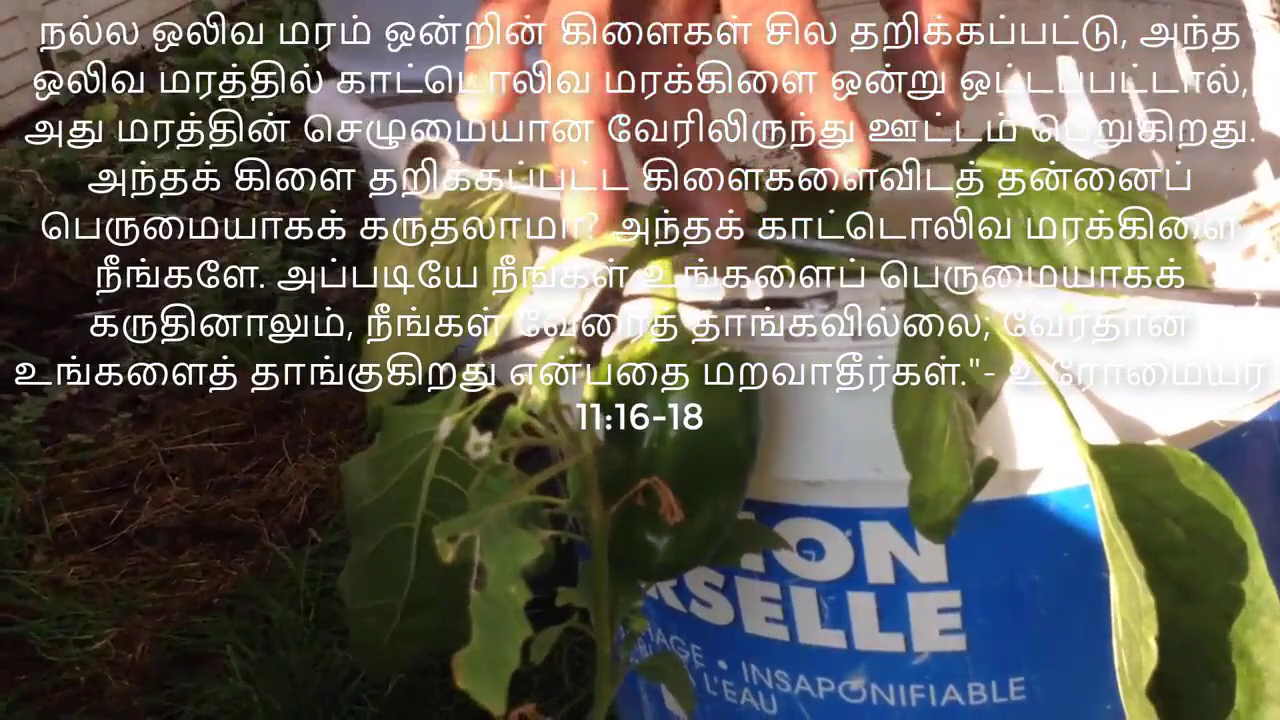 நல்ல ஒலிவ மரம் ஒன்றின் கிளைகள் சில தறிக்கப்பட்டு, அந்த
ஒலிவ மரத்தில் காட்டொலிவ மரக்கிளை ஒன்று ஒட்டப்பட்டால்,
அது மரத்தின் செழுமையான வேரிலிருந்து ஊட்டம் பெறுகிறது.
அந்தக் கிளை தறிக்கப்பட்ட கிளைகளைவிடத் தன்னைப்
பெருமையாகக் கருதலாமா? அந்தக் காட்டொலிவ மரக்கிளை
நீங்களே. அப்படியே நீங்கள் உங்களைப் பெருமையாகக்
கருதினாலும், நீங்கள் வேரைத் தாங்கவில்லை; வேர்தான்
உங்களைத் தாங்குகிறது என்பதை மறவாதீர்கள்."- உரோமையர்
11:16-18
INSAPONIFIABLE
L'EAU